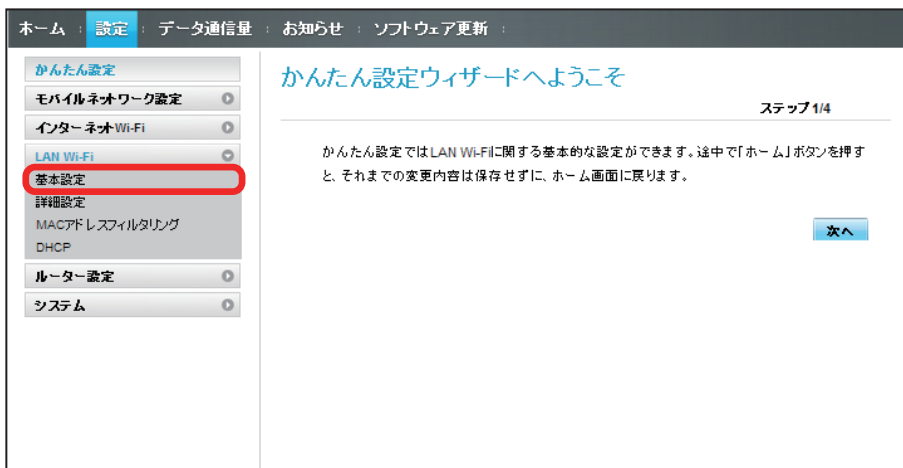 ホーム 設定 データ通信量 お知らせ ソフトウェア更新
かんたん設定
モバイルネットワーク設定
インターネットWi-Fi
LAN Wi-Fi
基本設定
詳細設定
MACアドレスフィルタリング
DHCP
ルーター設定
システム
かんたん設定ウィザードへようこそ
ステップ1/4
かんたん設定ではLAN Wi-Fiに関する基本的な設定ができます。途中で「ホーム」ボタンを押す
と、それまでの変更内容は保存せずに、ホーム画面に戻ります。
次へ